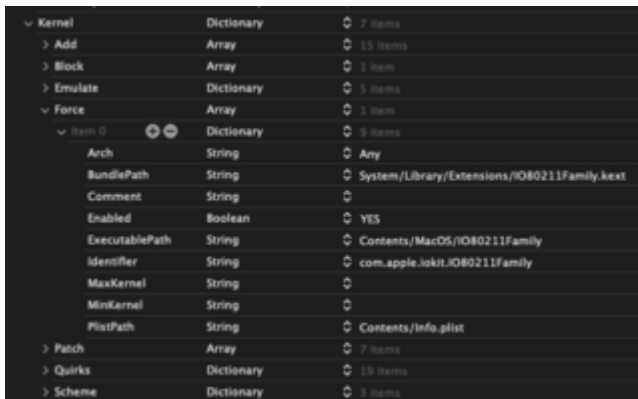 Kernel Dictionary 7 items
Add Array 15 items
Block Array 1 item
Emulate Dictionary 5 items
Force Array 1 item
Item 0 Dictionary 9 items
Arch String Any
BundlePath String System/Library/Extensions/IO80211Family.kext
Comment String
Enabled Boolean YES
ExecutablePath String Contents/MacOS/IO80211Family
Identifier String com.apple.iokit.IO80211Family
MaxKernel String
MinKernel String
PlistPath String Contents/Info.plist
Patch Array 7 items
Quirks Dictionary 19 items
Scheme Dictionary 3 items